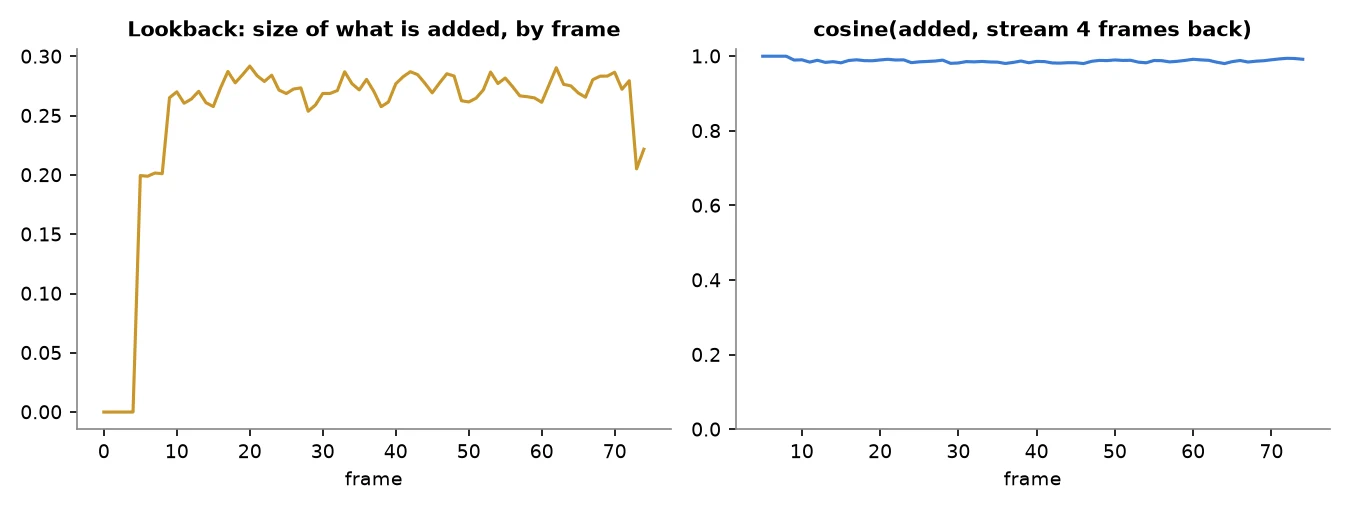 Lookback: size of what is added, by frame
0.30
0.25
0.20
0.15
0.10
0.05
0.00
0 10 20 30 40 50 60 70
frame
cosine(added, stream 4 frames back)
1.0
0.8
0.6
0.4
0.2
0.0
10 20 30 40 50 60 70
frame